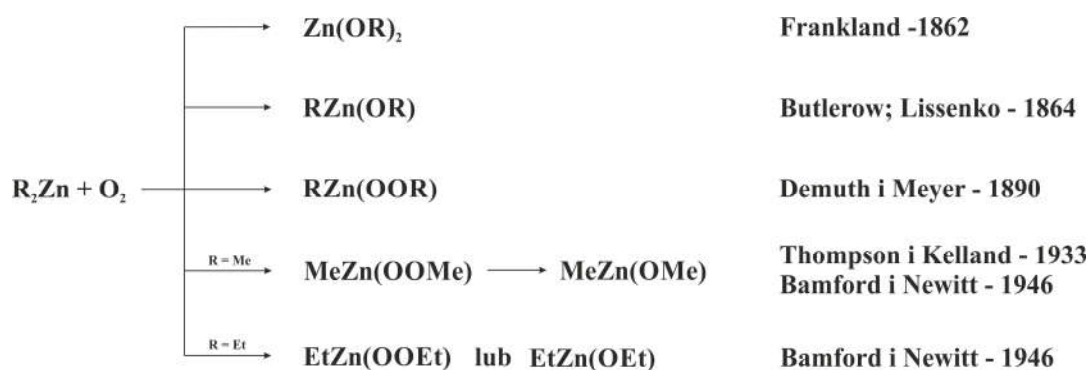 Zn(OR)₂ Frankland -1862
RZn(OR) Butlerow; Lissenko - 1864
R₂Zn + O₂ RZn(OOR) Demuth i Meyer - 1890
R = Me MeZn(OOMe) MeZn(OMe) Thompson i Kelland - 1933
Bamford i Newitt - 1946
R = Et EtZn(OOEt) lub EtZn(OEt) Bamford i Newitt - 1946